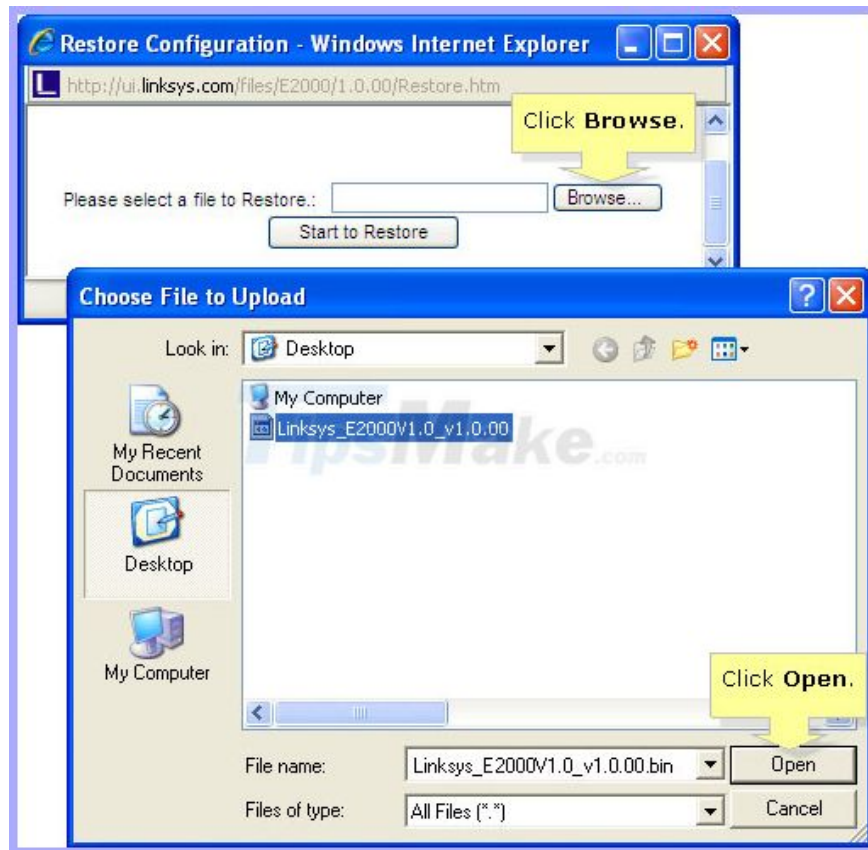 Restore Configuration - Windows Internet Explorer
http://ui.linksys.com/files/E2000/1.0.00/Restore.htm
Click Browse.
Please select a file to Restore.: Browse...
Start to Restore
Choose File to Upload
Look in: Desktop
My Computer
Linksys_E2000V1.0_v1.0.00
TipsMake.com
My Recent
Documents
Desktop
My Computer
Click Open.
File name: Linksys_E2000V1.0_v1.0.00.bin Open
Files of type: All Files (*.*) Cancel